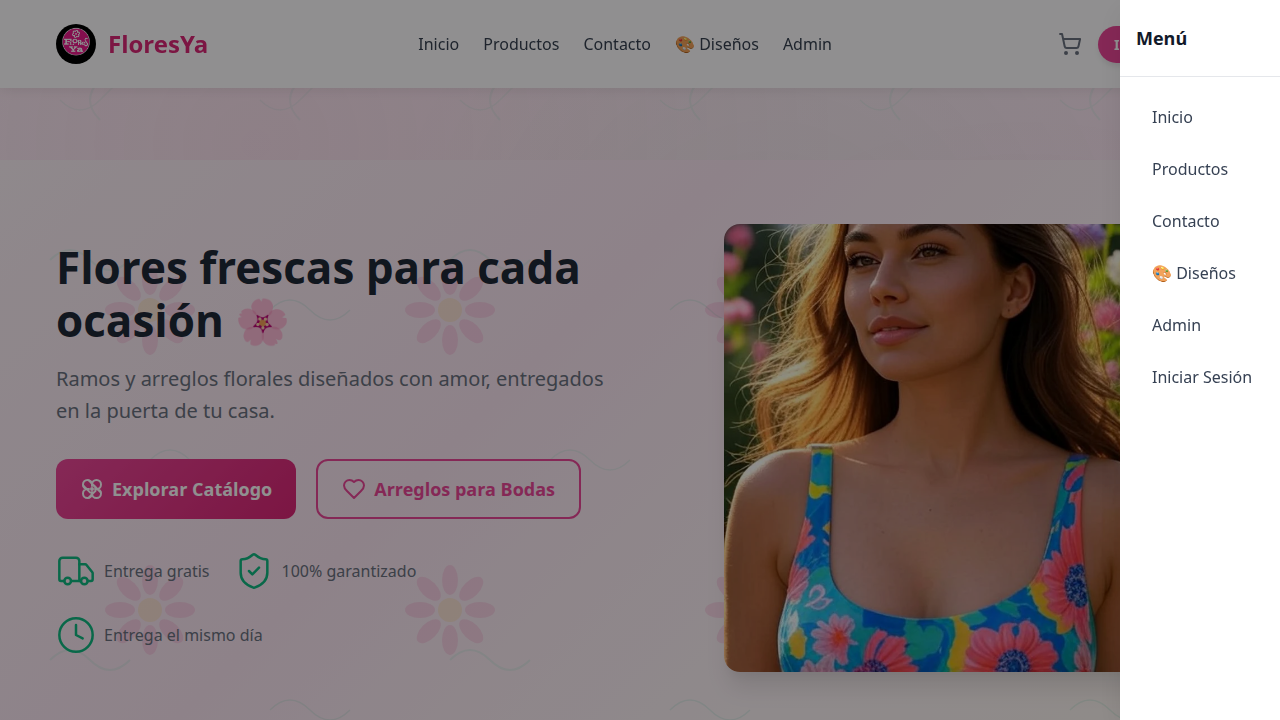 FloresYa
Inicio
Productos
Contacto
🎨 Diseños
Admin
Menú
Inicio
Productos
Contacto
🎨 Diseños
Admin
Iniciar Sesión
Flores frescas para cada
ocasión 🌸
Ramos y arreglos florales diseñados con amor, entregados
en la puerta de tu casa.
Explorar Catálogo
Arreglos para Bodas
Entrega gratis
100% garantizado
Entrega el mismo día